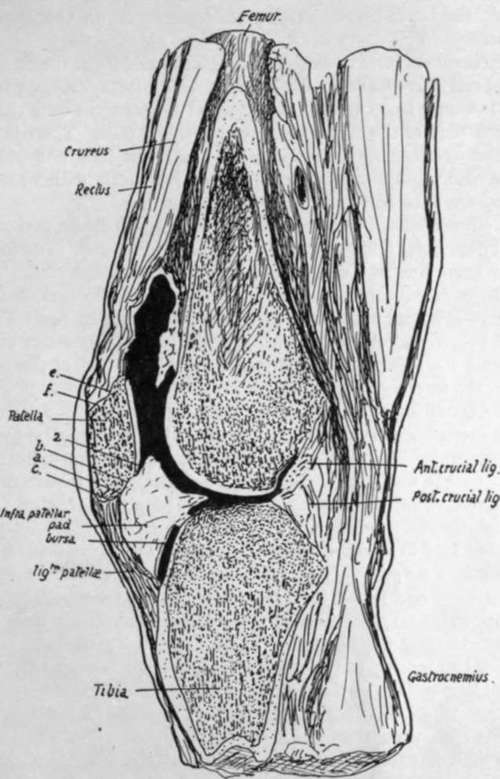 Femur.
Crureus
Rectus
e.
f.
Patella
2
b.
a.
c.
Ant. crucial lig.
Post. crucial lig
Infra patellar
pad
bursa
ligtm patellæ
Gastrocnemius.
Tibia